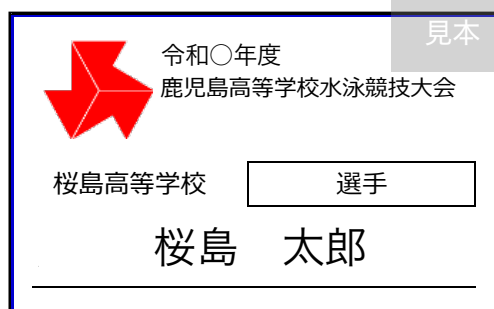 見本
令和○年度
鹿児島高等学校水泳競技大会
桜島高等学校
選手
桜島　太郎